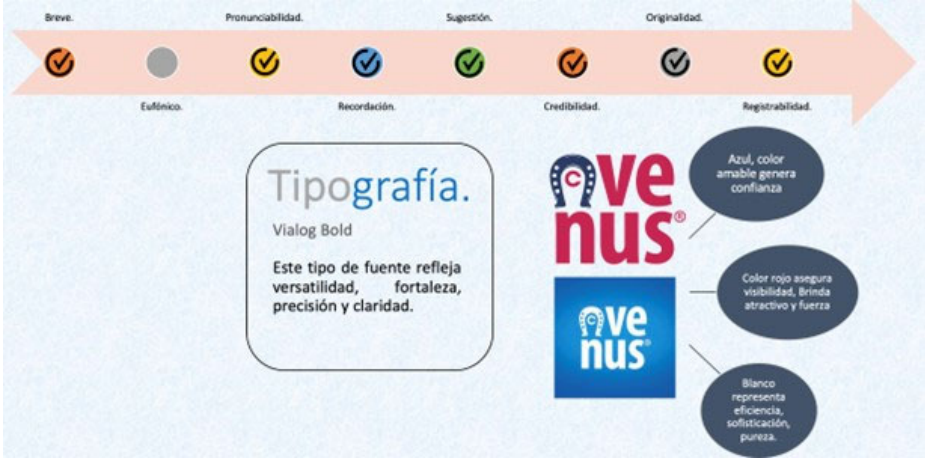 Breve.
Pronunciabilidad.
Sugestión.
Originalidad.
Eufónico.
Recordación.
Credibilidad.
Registrabilidad.
Tipografía.
Vialog Bold
Este tipo de fuente refleja
versatilidad, fortaleza,
precisión y claridad.
C
ve
nus®
Azul, color
amable genera
confianza
Color rojo asegura
visibilidad, Brinda
atractivo y fuerza
C
ve
nus®
Blanco
representa
eficiencia,
sofisticación,
pureza.